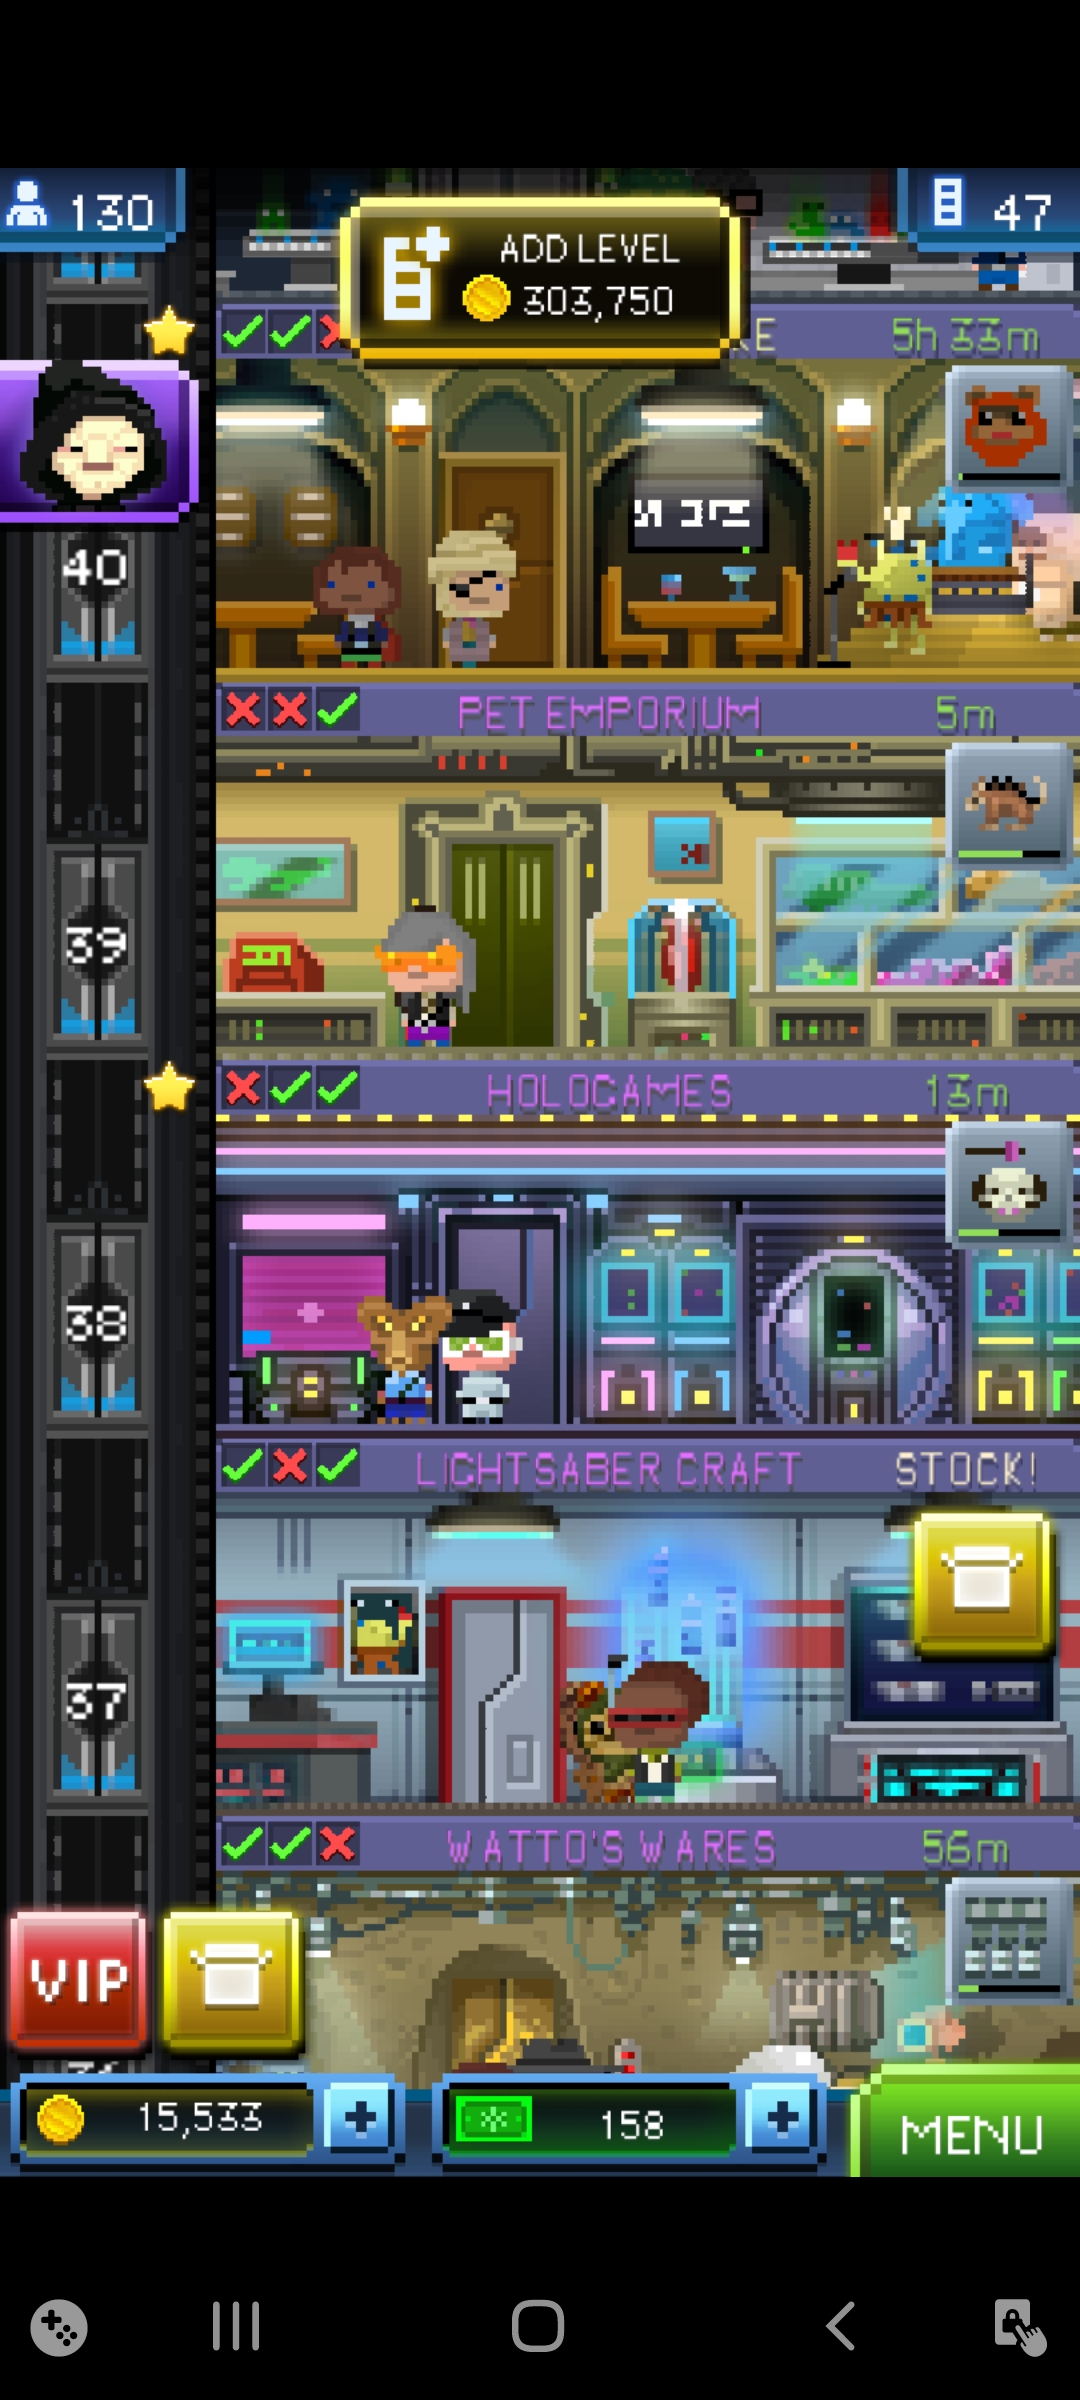 130
ADD LEVEL
303,750
47
KE
5h 33m
40
PET EMPORIUM
5m
39
HOLOGAMES
13m
38
LIGHTSABER CRAFT
STOCK!
37
WATTO'S WARES
56m
VIP
15,533
158
MENU